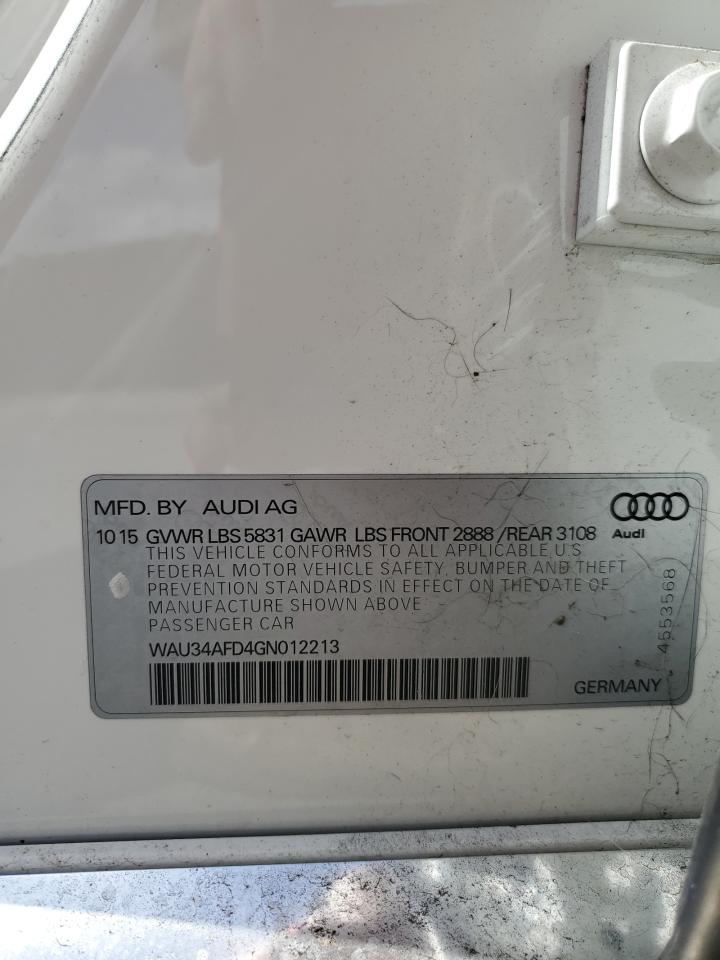 MFD. BY AUDI AG
10 15 GVWR LBS 5831 GAWR LBS FRONT 2888 /REAR 3108
Audi
THIS VEHICLE CONFORMS TO ALL APPLICABLE U.S
FEDERAL MOTOR VEHICLE SAFETY, BUMPER AND THEFT
PREVENTION STANDARDS IN EFFECT ON THE DATE OF
MANUFACTURE SHOWN ABOVE
PASSENGER CAR
WAU34AFD4GN012213
GERMANY
4553568